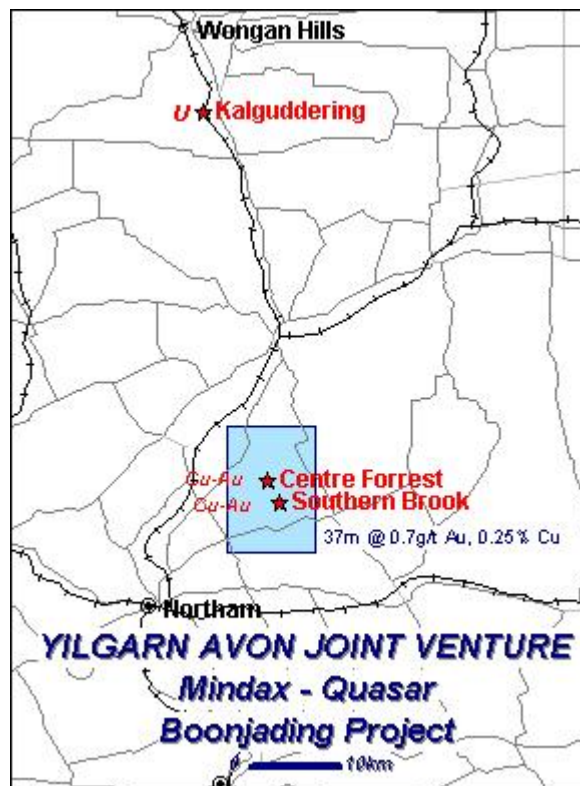 Wongan Hills
U Kalguddering
Cu-Au Centre Forrest
Cu-Au Southern Brook
37m @ 0.7g/t Au, 0.25% Cu
Northam
YILGARN AVON JOINT VENTURE
Mindax - Quasar
Boonjading Project
0 10km